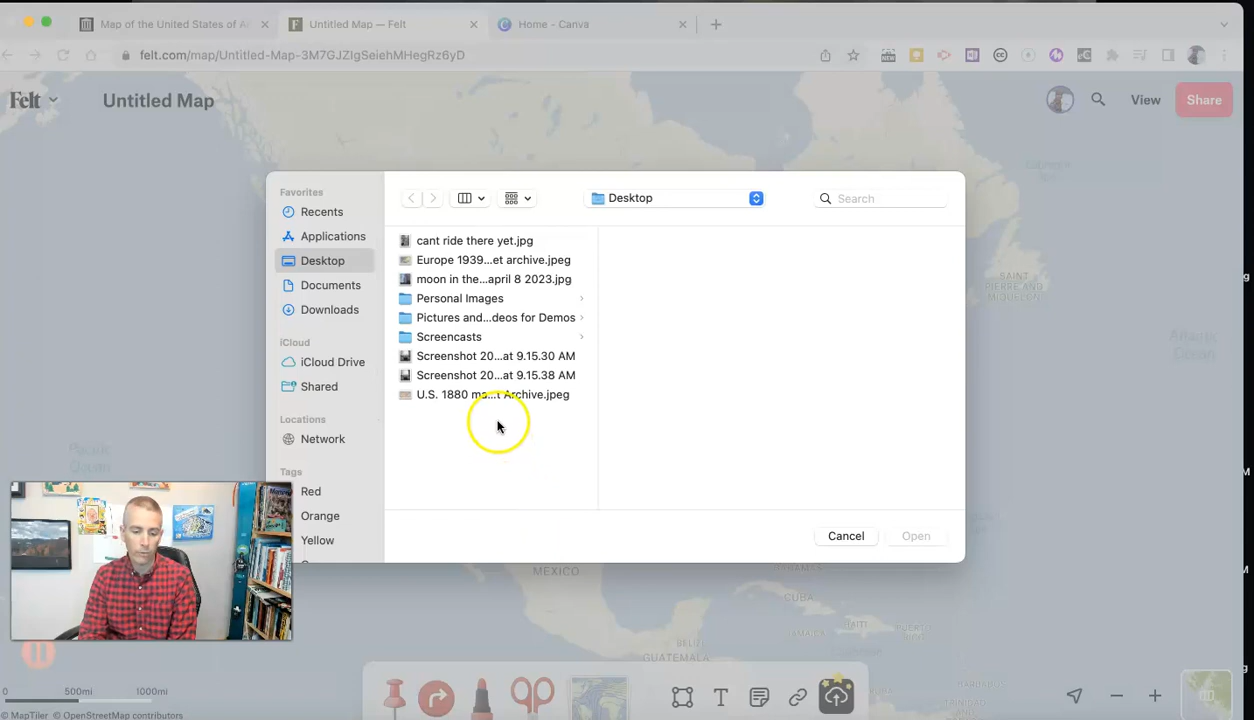 Map of the United States of A
Untitled Map — Felt
Home - Canva
felt.com/map/Untitled-Map-3M7GJZIgSeiehMHegRz6yD
Felt
Untitled Map
View
Share
Favorites
Recents
Applications
Desktop
Documents
Downloads
iCloud
iCloud Drive
Shared
Locations
Network
Tags
Red
Orange
Yellow
Desktop
Search
cant ride there yet.jpg
Europe 1939...et archive.jpeg
moon in the...april 8 2023.jpg
Personal Images
Pictures and...deos for Demos
Screencasts
Screenshot 20...at 9.15.30 AM
Screenshot 20...at 9.15.38 AM
U.S. 1880 ma...t Archive.jpeg
Cancel
Open
SAINT
PIERRE AND
MIQUELON
Pacific
MEXICO
CUBA
HAITI
PUERTO
JAMAICA
BELIZE
GUATEMALA
0
500mi
1000mi
© MapTiler © OpenStreetMap contributors